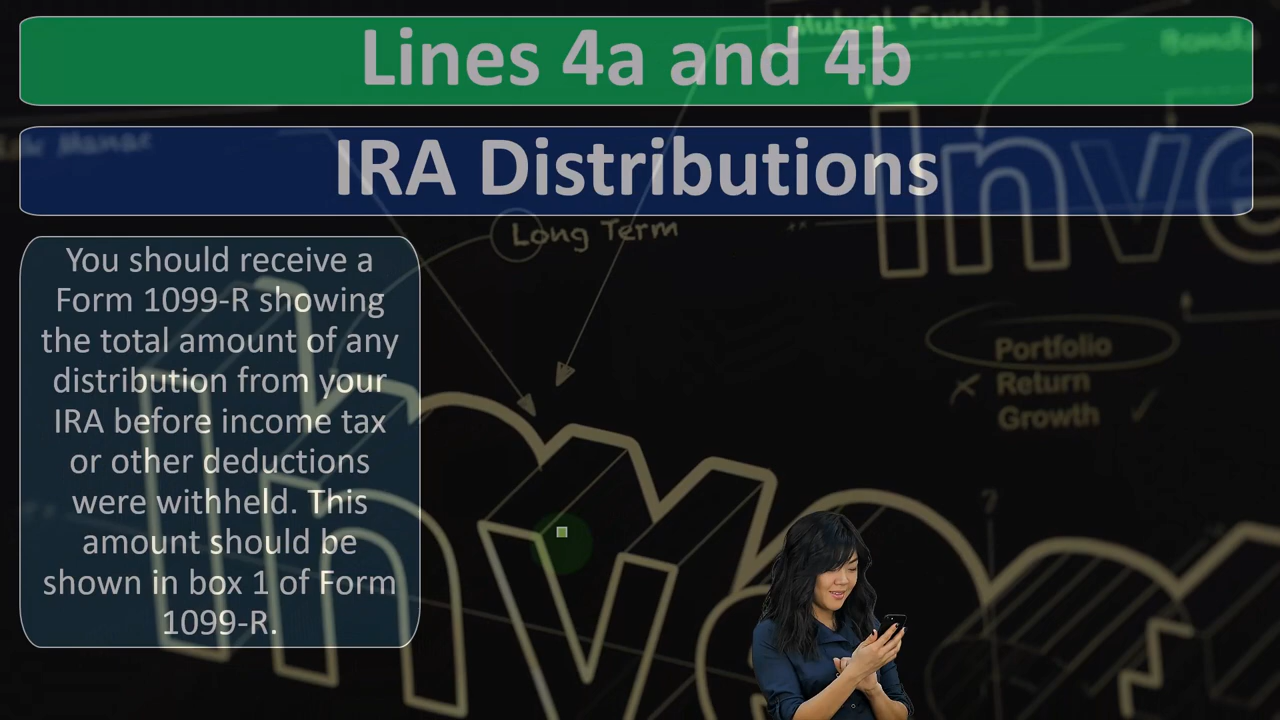 Lines 4a and 4b
IRA Distributions
You should receive a
Form 1099-R showing
the total amount of any
distribution from your
IRA before income tax
or other deductions
were withheld. This
amount should be
shown in box 1 of Form
1099-R.
Mutual Funds
Long Term
Portfolio
Return
Growth